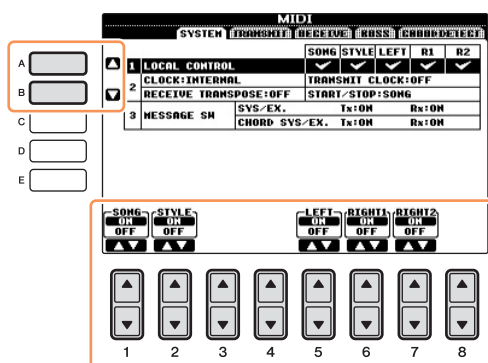 MIDI
SYSTEM TRANSMIT RECEIVE BASS CHORD DETECT
SONG STYLE LEFT R1 R2
A
1 LOCAL CONTROL
B
2 CLOCK:INTERNAL TRANSMIT CLOCK:OFF
RECEIVE TRANSPOSE:OFF START/STOP:SONG
C
3 MESSAGE SW SYS/EX. Tx:ON Rx:ON
CHORD SYS/EX. Tx:ON Rx:ON
D
E
SONG STYLE LEFT RIGHT1 RIGHT2
ON ON ON ON ON
OFF OFF OFF OFF OFF
1 2 3 4 5 6 7 8